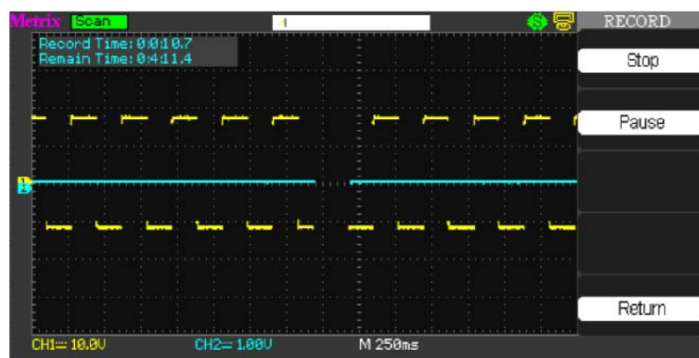 Metrix Scan S RECORD
Record Time: 0:0:10.7
Remain Time: 0:4:11.4
Stop
Pause
Return
CH1 10.0V CH2 1.00V M 250ms